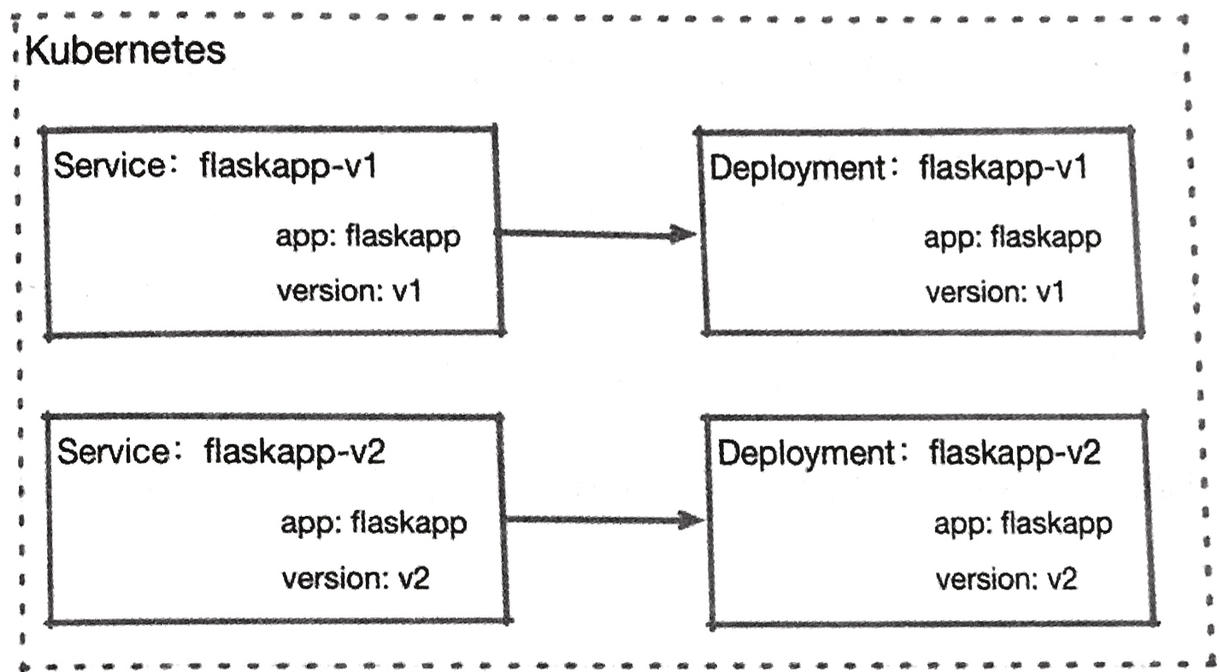 Kubernetes
Service：flaskapp-v1
app: flaskapp
version: v1
Deployment：flaskapp-v1
app: flaskapp
version: v1
Service：flaskapp-v2
app: flaskapp
version: v2
Deployment：flaskapp-v2
app: flaskapp
version: v2